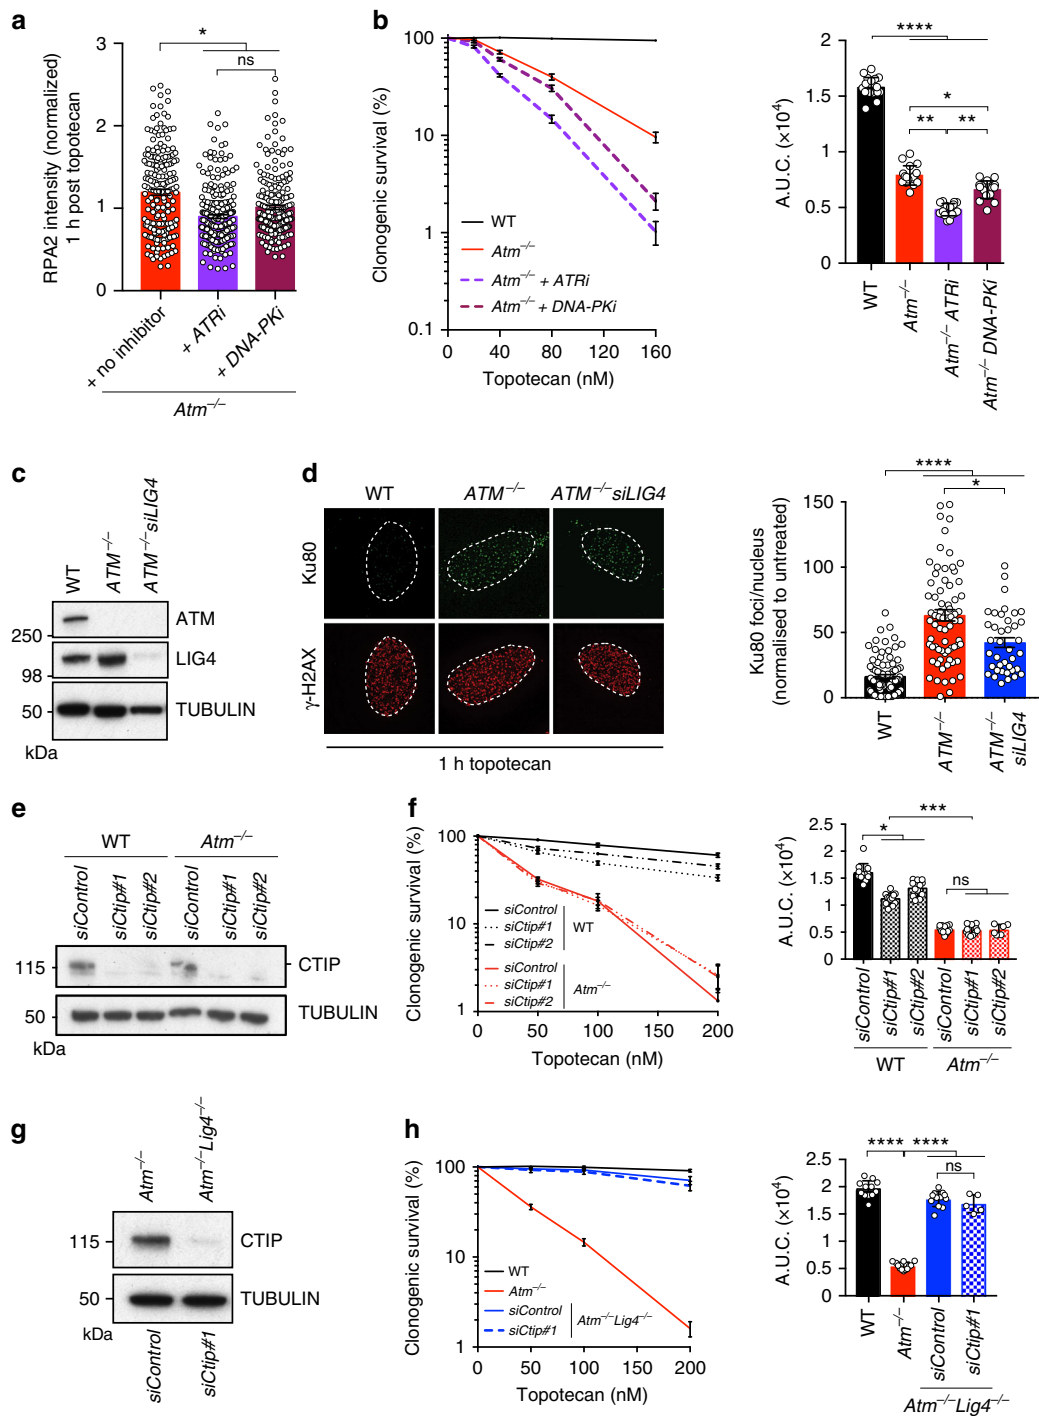 a
RPA2 intensity (normalized)
1 h post topotecan
3
2
1
0
*
ns
+ no inhibitor
+ ATRi
+ DNA-PKi
Atm–/–
b
Clonogenic survival (%)
100
10
1
0.1
0
40
80
120
160
Topotecan (nM)
WT
Atm–/–
Atm–/– + ATRi
Atm–/– + DNA-PKi
A.U.C. (×10⁴)
2
1.5
1
0.5
0
****
*
**
**
WT
Atm–/–
Atm–/– ATRi
Atm–/– DNA-PKi
c
WT
ATM–/–
ATM–/–siLIG4
ATM
250
LIG4
98
50
TUBULIN
kDa
d
WT
ATM–/–
ATM–/–siLIG4
Ku80
γ-H2AX
1 h topotecan
Ku80 foci/nucleus
(normalised to untreated)
150
100
50
0
****
*
WT
ATM–/–
ATM–/–
siLIG4
e
WT
Atm–/–
siControl
siCtip#1
siCtip#2
siControl
siCtip#1
siCtip#2
115
CTIP
50
TUBULIN
kDa
f
Clonogenic survival (%)
100
10
1
0
50
100
150
200
Topotecan (nM)
siControl
siCtip#1
siCtip#2
WT
siControl
siCtip#1
siCtip#2
Atm–/–
A.U.C. (×10⁴)
2.5
2
1.5
1
0.5
0
***
*
ns
siControl
siCtip#1
siCtip#2
siControl
siCtip#1
siCtip#2
WT
Atm–/–
g
Atm–/–
Atm–/–Lig4–/–
115
CTIP
50
TUBULIN
kDa
siControl
siCtip#1
h
Clonogenic survival (%)
100
10
1
0
50
100
150
200
Topotecan (nM)
WT
Atm–/–
siControl
siCtip#1
Atm–/–Lig4–/–
A.U.C. (×10⁴)
2.5
2
1.5
1
0.5
0
**** ****
ns
WT
Atm–/–
siControl
siCtip#1
Atm–/–Lig4–/–